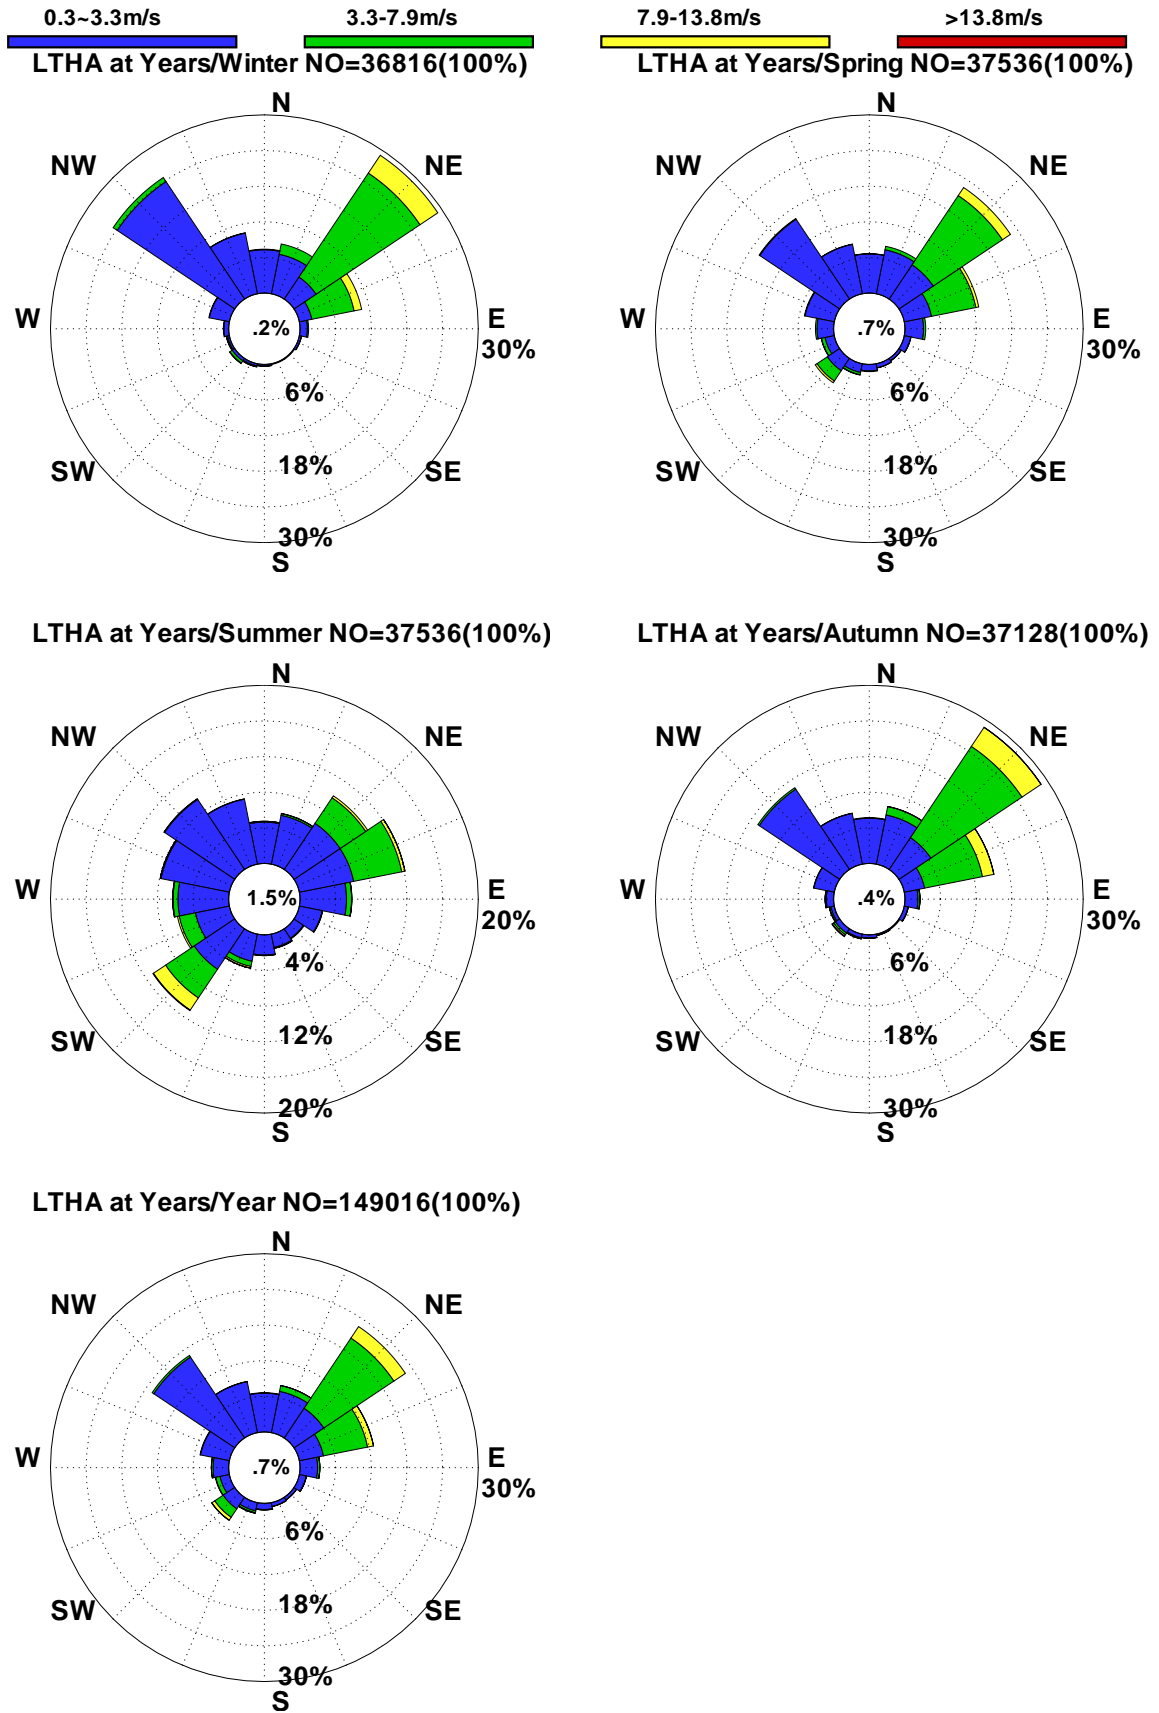 0.3~3.3m/s 3.3-7.9m/s 7.9-13.8m/s >13.8m/s
LTHA at Years/Winter NO=36816(100%)
N
NW
NE
W
.2%
E
30%
6%
SW
18%
SE
30%
S
LTHA at Years/Spring NO=37536(100%)
N
NW
NE
W
.7%
E
30%
6%
SW
18%
SE
30%
S
LTHA at Years/Summer NO=37536(100%)
N
NW
NE
W
1.5%
E
20%
4%
SW
12%
SE
20%
S
LTHA at Years/Autumn NO=37128(100%)
N
NW
NE
W
.4%
E
30%
6%
SW
18%
SE
30%
S
LTHA at Years/Year NO=149016(100%)
N
NW
NE
W
.7%
E
30%
6%
SW
18%
SE
30%
S